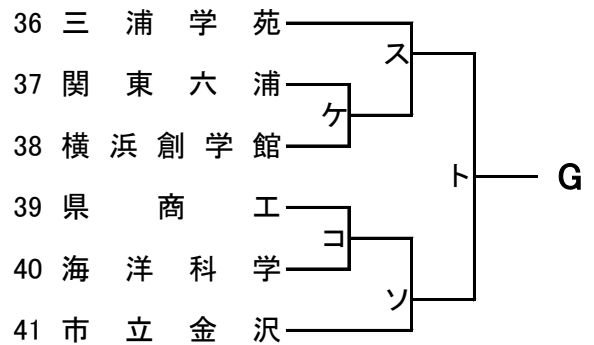 36 三浦学苑
ス
37 関東六浦
ケ
38 横浜創学館
ト G
39 県商工
コ
40 海洋科学
ソ
41 市立金沢